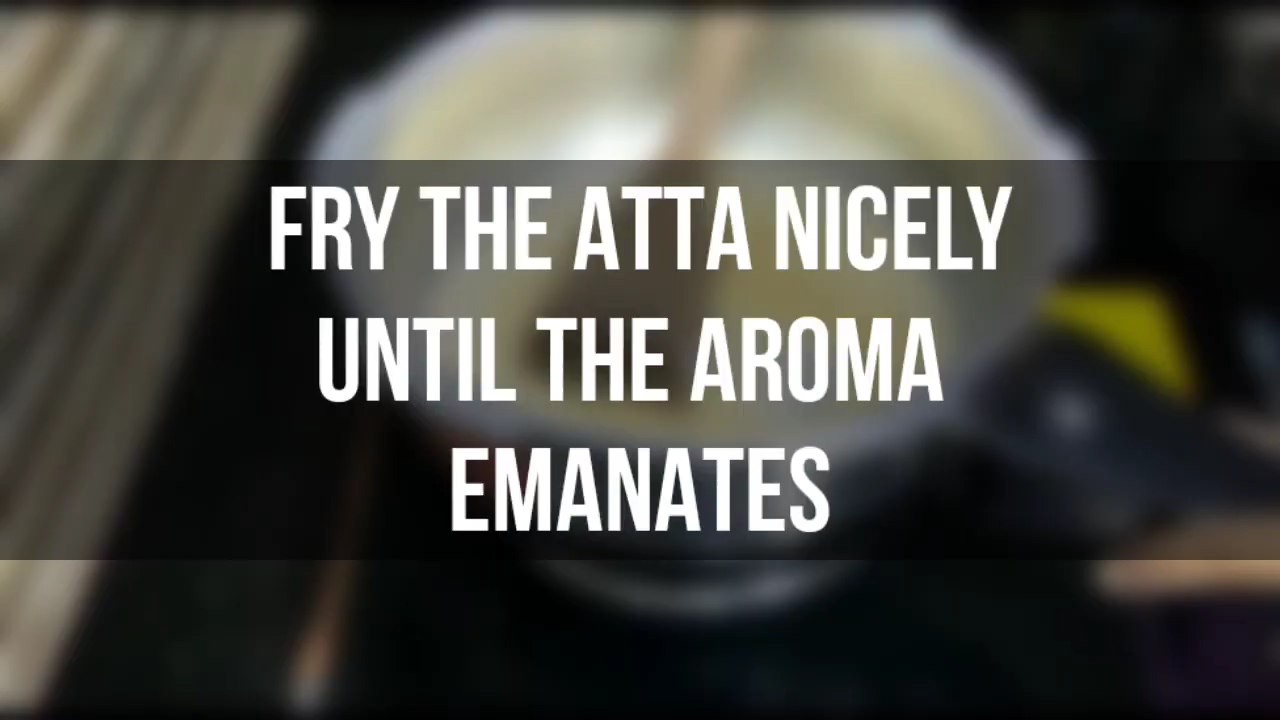 FRY THE ATTA NICELY
UNTIL THE AROMA
EMANATES